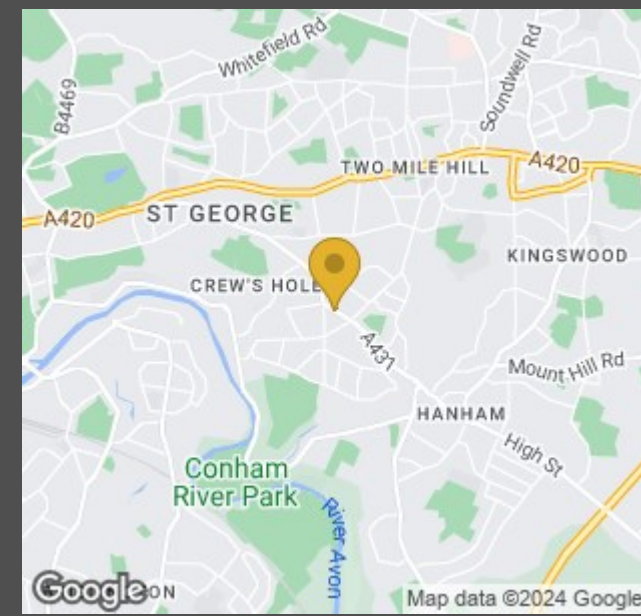 Whitefield Rd
Soundwell Rd
B4469
TWO MILE HILL
A420
ST GEORGE
A420
KINGSWOOD
CREW'S HOLE
A431
Mount Hill Rd
HANHAM
High St
Conham
River Park
River Avon
Google
ON
Map data ©2024 Google